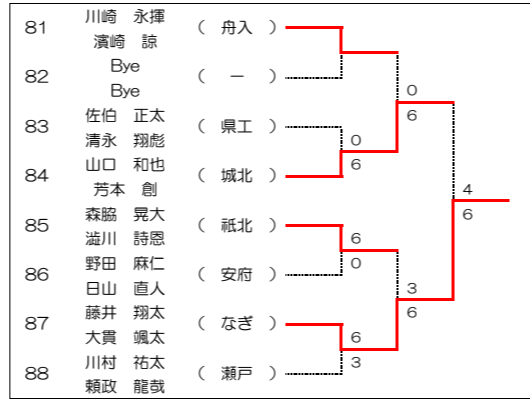 川崎 永揮
81 ( 舟入 )
濱崎 諒
Bye
82 ( ー )
Bye
0
佐伯 正太
6
83 ( 県工 )
清永 翔彪
0
山口 和也
6
84 ( 城北 )
芳本 創
4
森脇 晃大
6
85 ( 祇北 )
澁川 詩恩
6
野田 麻仁
0
86 ( 安府 )
日山 直人
3
藤井 翔太
6
87 ( なぎ )
大貫 颯太
6
川村 祐太
3
88 ( 瀬戸 )
頼政 龍哉